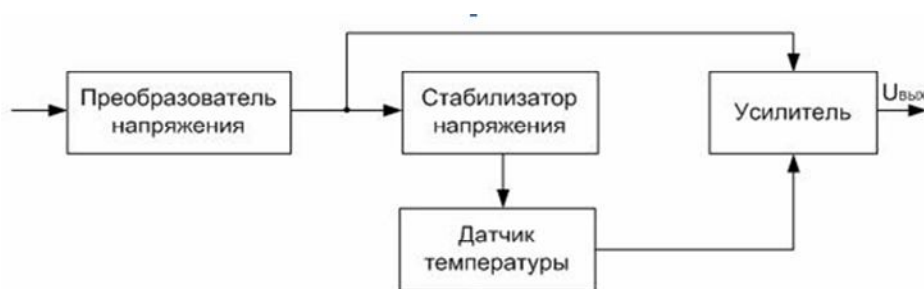 Преобразователь
напряжения
Стабилизатор
напряжения
Усилитель
Uвых
Датчик
температуры